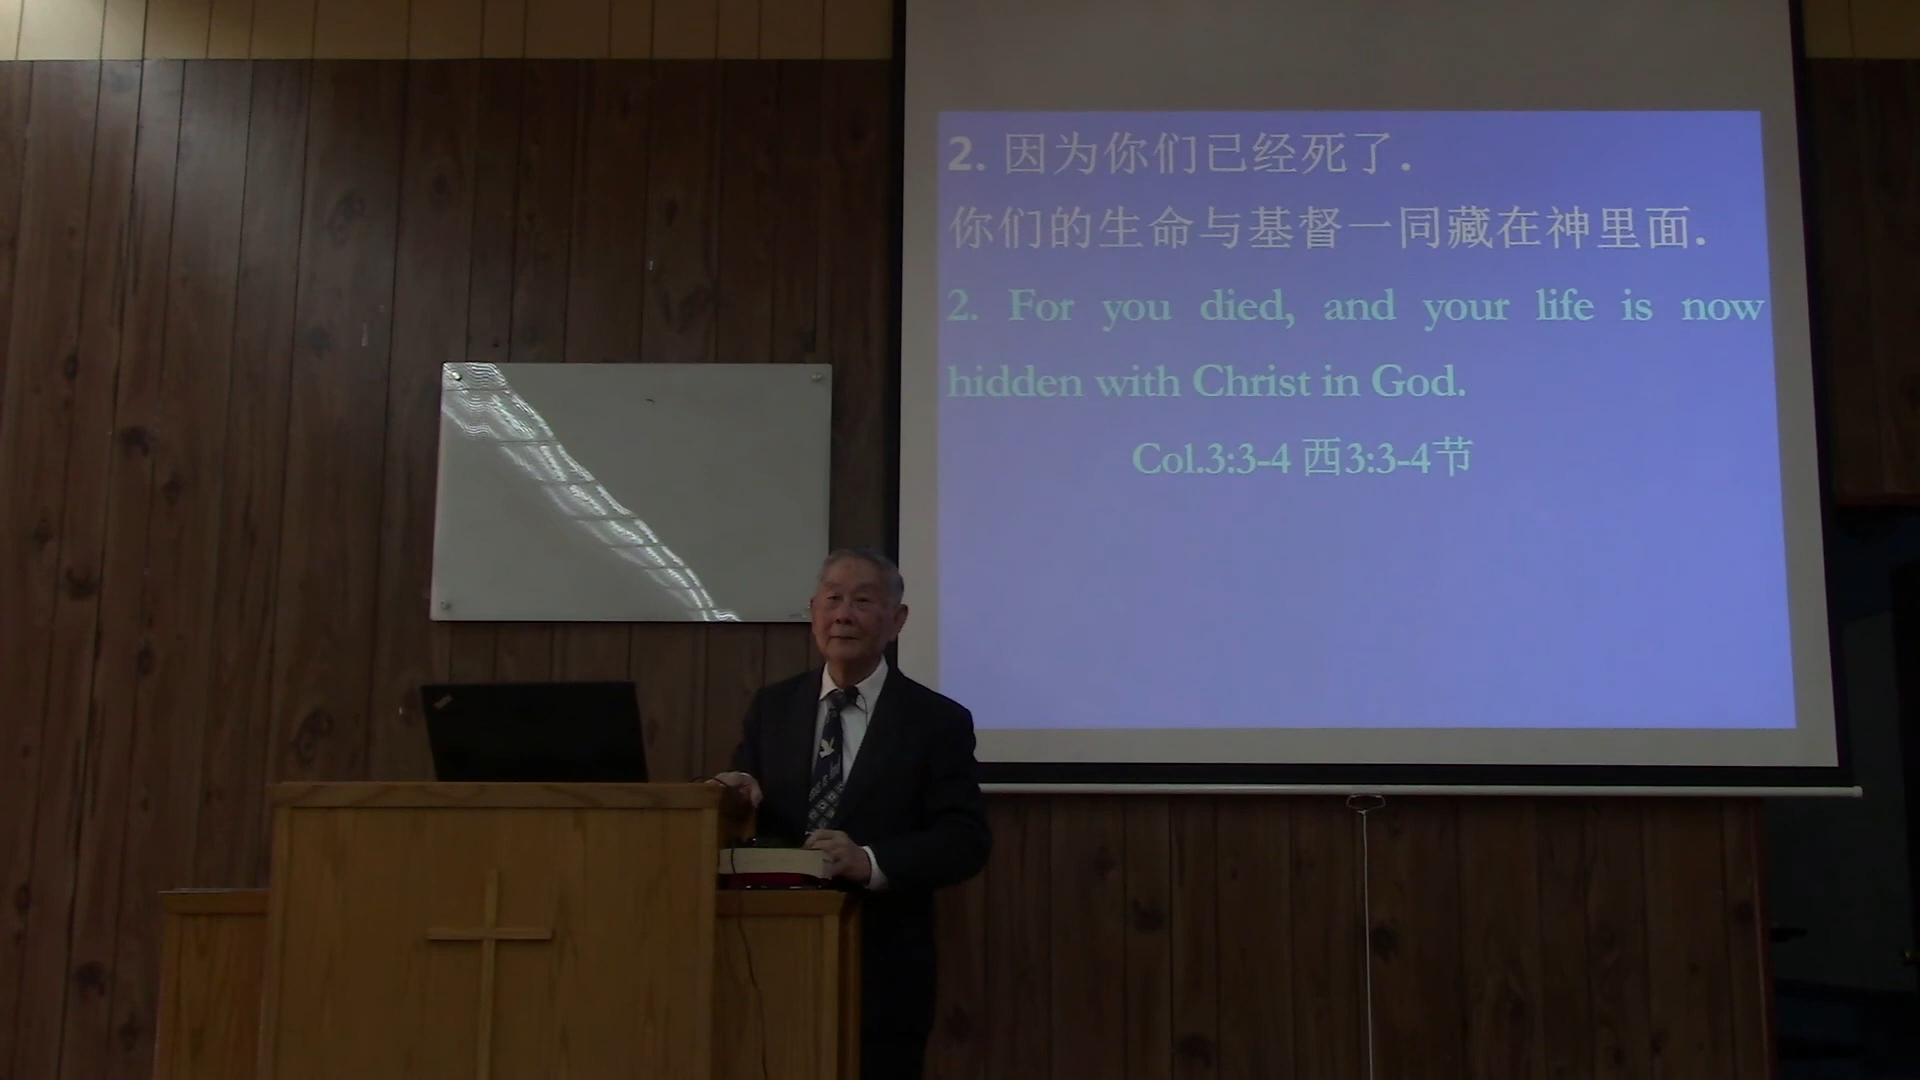 2. 因为你们已经死了.
你们的生命与基督一同藏在神里面.
2. For you died, and your life is now
hidden with Christ in God.
Col.3:3-4 西3:3-4节